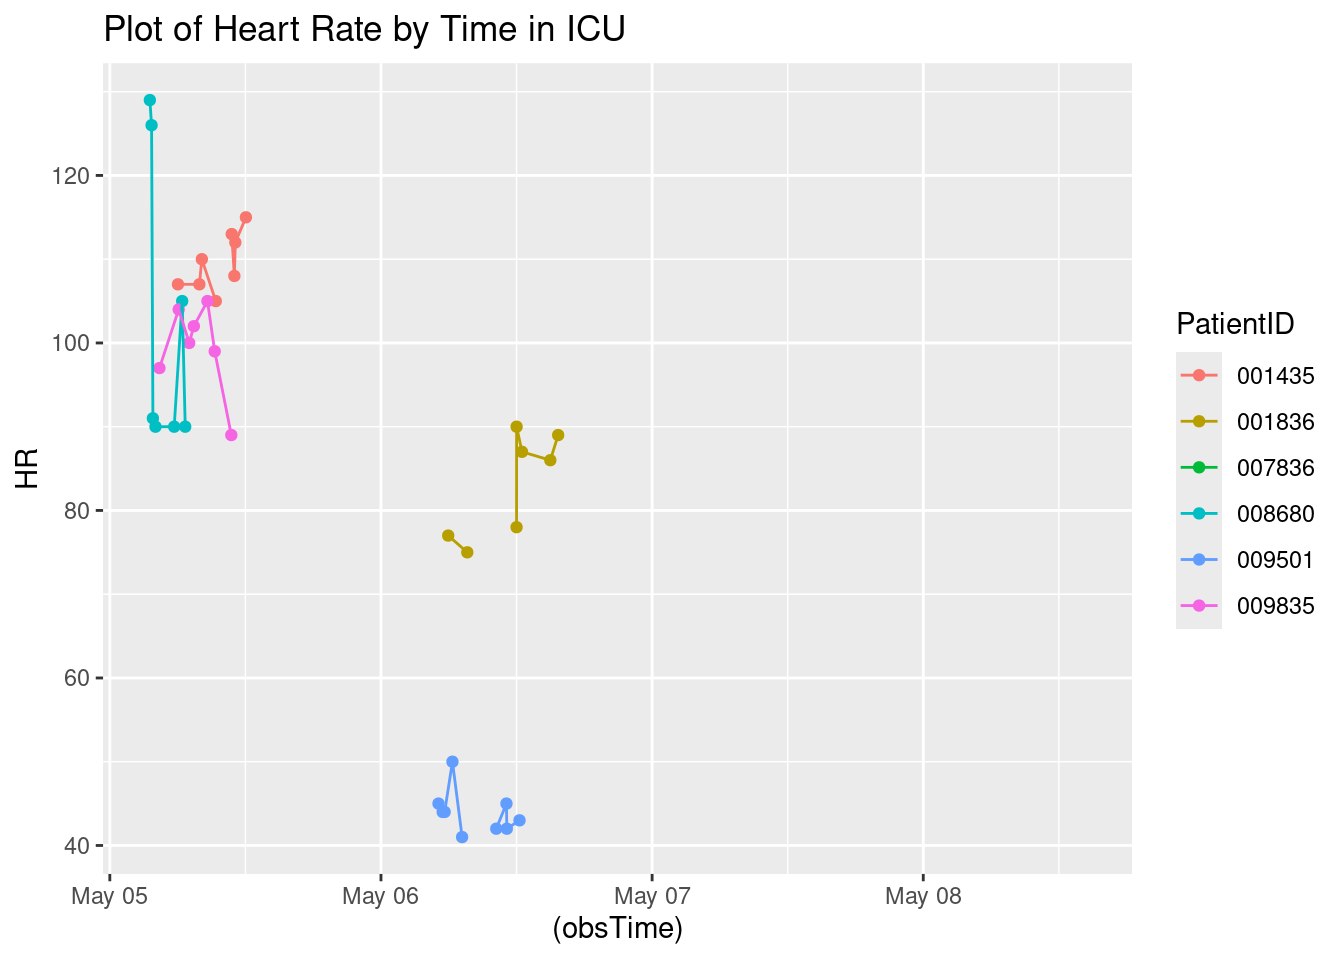 Plot of Heart Rate by Time in ICU
HR
120
100
80
60
40
May 05
May 06
May 07
May 08
(obsTime)
PatientID
001435
001836
007836
008680
009501
009835